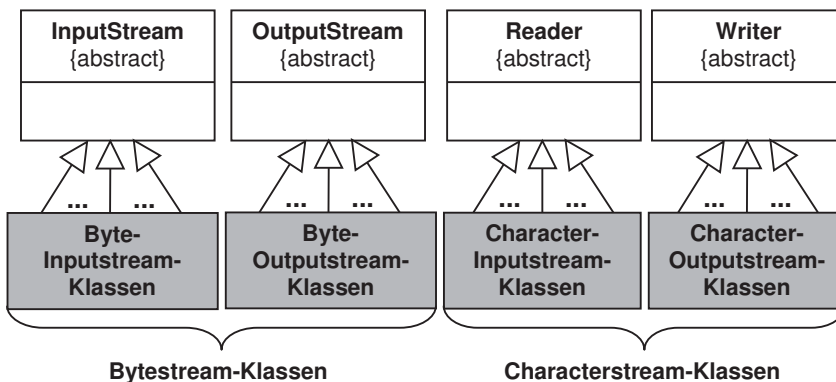 InputStream
{abstract}
OutputStream
{abstract}
Reader
{abstract}
Writer
{abstract}
... ...
... ...
... ...
... ...
Byte-
Inputstream-
Klassen
Byte-
Outputstream-
Klassen
Character-
Inputstream-
Klassen
Character-
Outputstream-
Klassen
Bytestream-Klassen
Characterstream-Klassen